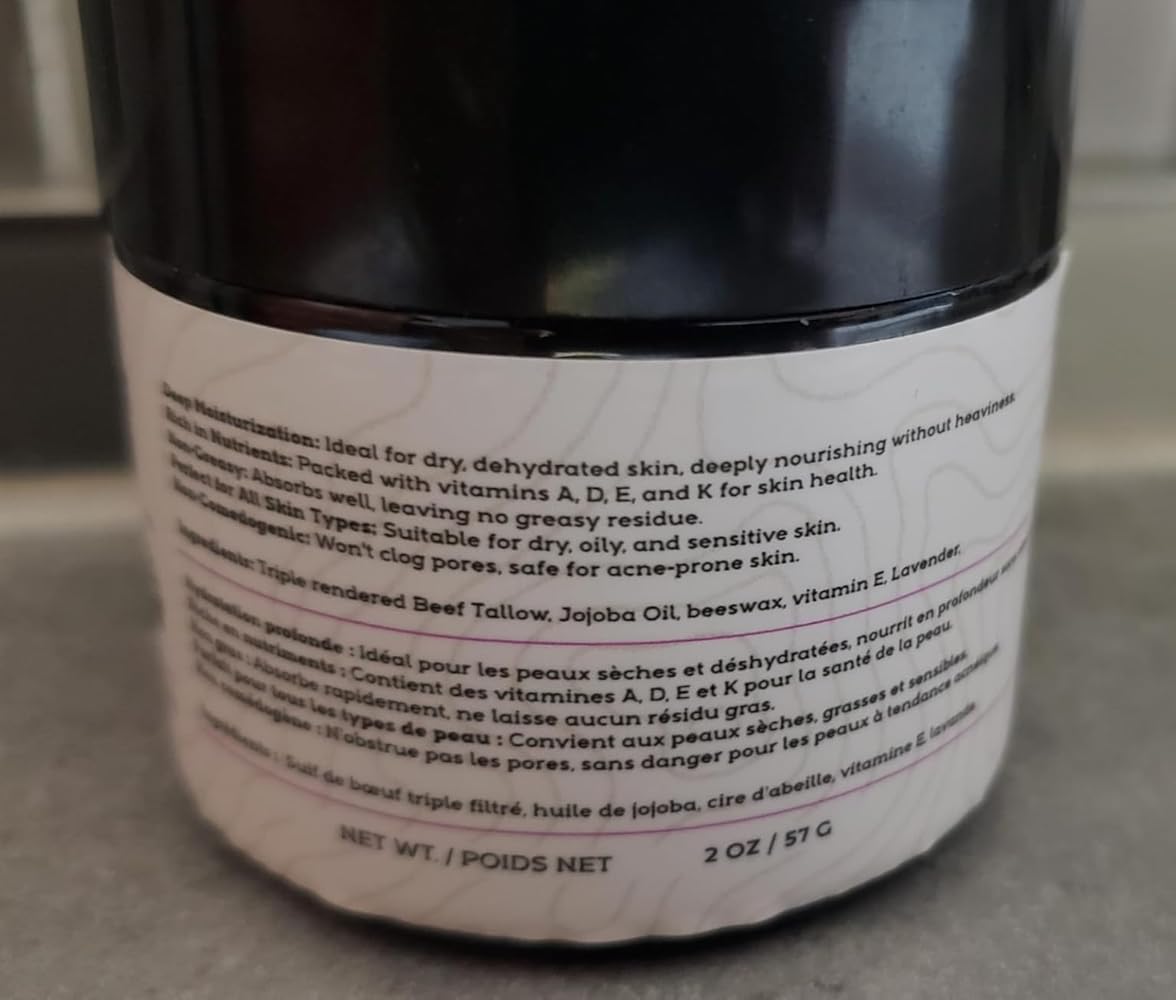 Deep Moisturization: Ideal for dry, dehydrated skin, deeply nourishing without heaviness.
Rich in Nutrients: Packed with vitamins A, D, E, and K for skin health.
Non-Greasy: Absorbs well, leaving no greasy residue.
Perfect for All Skin Types: Suitable for dry, oily, and sensitive skin.
Non-Comedogenic: Won't clog pores, safe for acne-prone skin.
Ingredients: Triple rendered Beef Tallow, Jojoba Oil, beeswax, vitamin E, Lavender,
Hydratation profonde : Idéal pour les peaux sèches et déshydratées, nourrit en profondeur
Riche en nutriments : Contient des vitamines A, D, E et K pour la santé de la peau.
Non gras : Absorbe rapidement, ne laisse aucun résidu gras.
Parfait pour tous les types de peau : Convient aux peaux sèches, grasses et sensibles.
Non comédogène : N'obstrue pas les pores, sans danger pour les peaux à tendance acnéique.
Ingrédients : Suif de bœuf triple filtré, huile de jojoba, cire d'abeille, vitamine E, lavande.
NET WT. / POIDS NET 2 OZ / 57 G